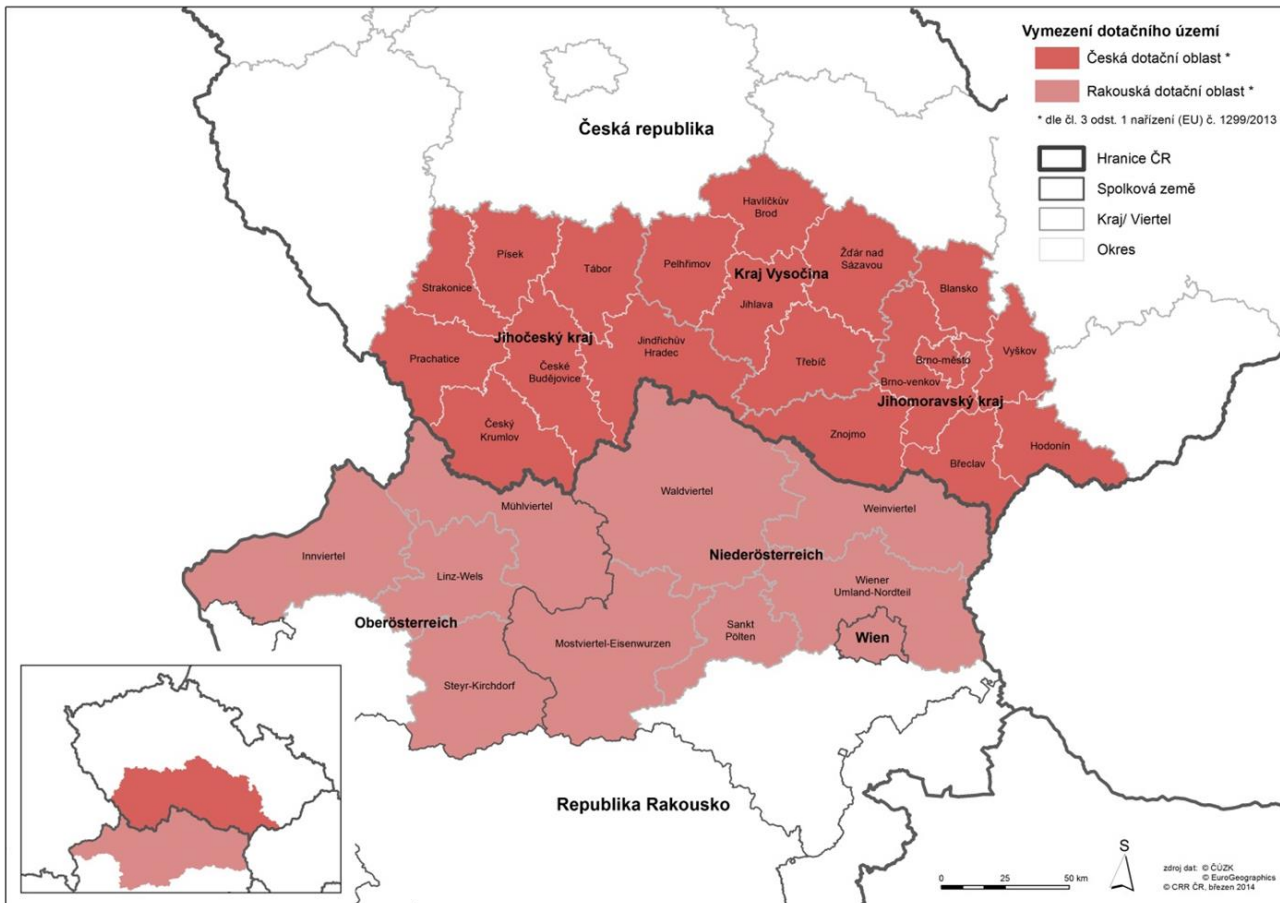 Vymezení dotačního území
Česká dotační oblast *
Rakouská dotační oblast *
* dle čl. 3 odst. 1 nařízení (EU) č. 1299/2013
Hranice ČR
Spolková země
Kraj/ Viertel
Okres
Česká republika
Havlíčkův
Brod
Písek
Tábor
Pelhřimov
Kraj Vysočina
Žďár nad
Sázavou
Strakonice
Jihlava
Blansko
Jihočeský kraj
Jindřichův
Hradec
Prachatice
České
Budějovice
Třebíč
Brno-město
Vyškov
Brno-venkov
Jihomoravský kraj
Český
Krumlov
Znojmo
Hodonín
Břeclav
Waldviertel
Mühlviertel
Weinviertel
Innviertel
Niederösterreich
Linz-Wels
Wiener
Umland-Nordteil
Oberösterreich
Mostviertel-Eisenwurzen
Sankt
Pölten
Wien
Steyr-Kirchdorf
Republika Rakousko
0 25 50 km
S
zdroj dat: © ČÚZK
© EuroGeographics
© CRR ČR, březen 2014